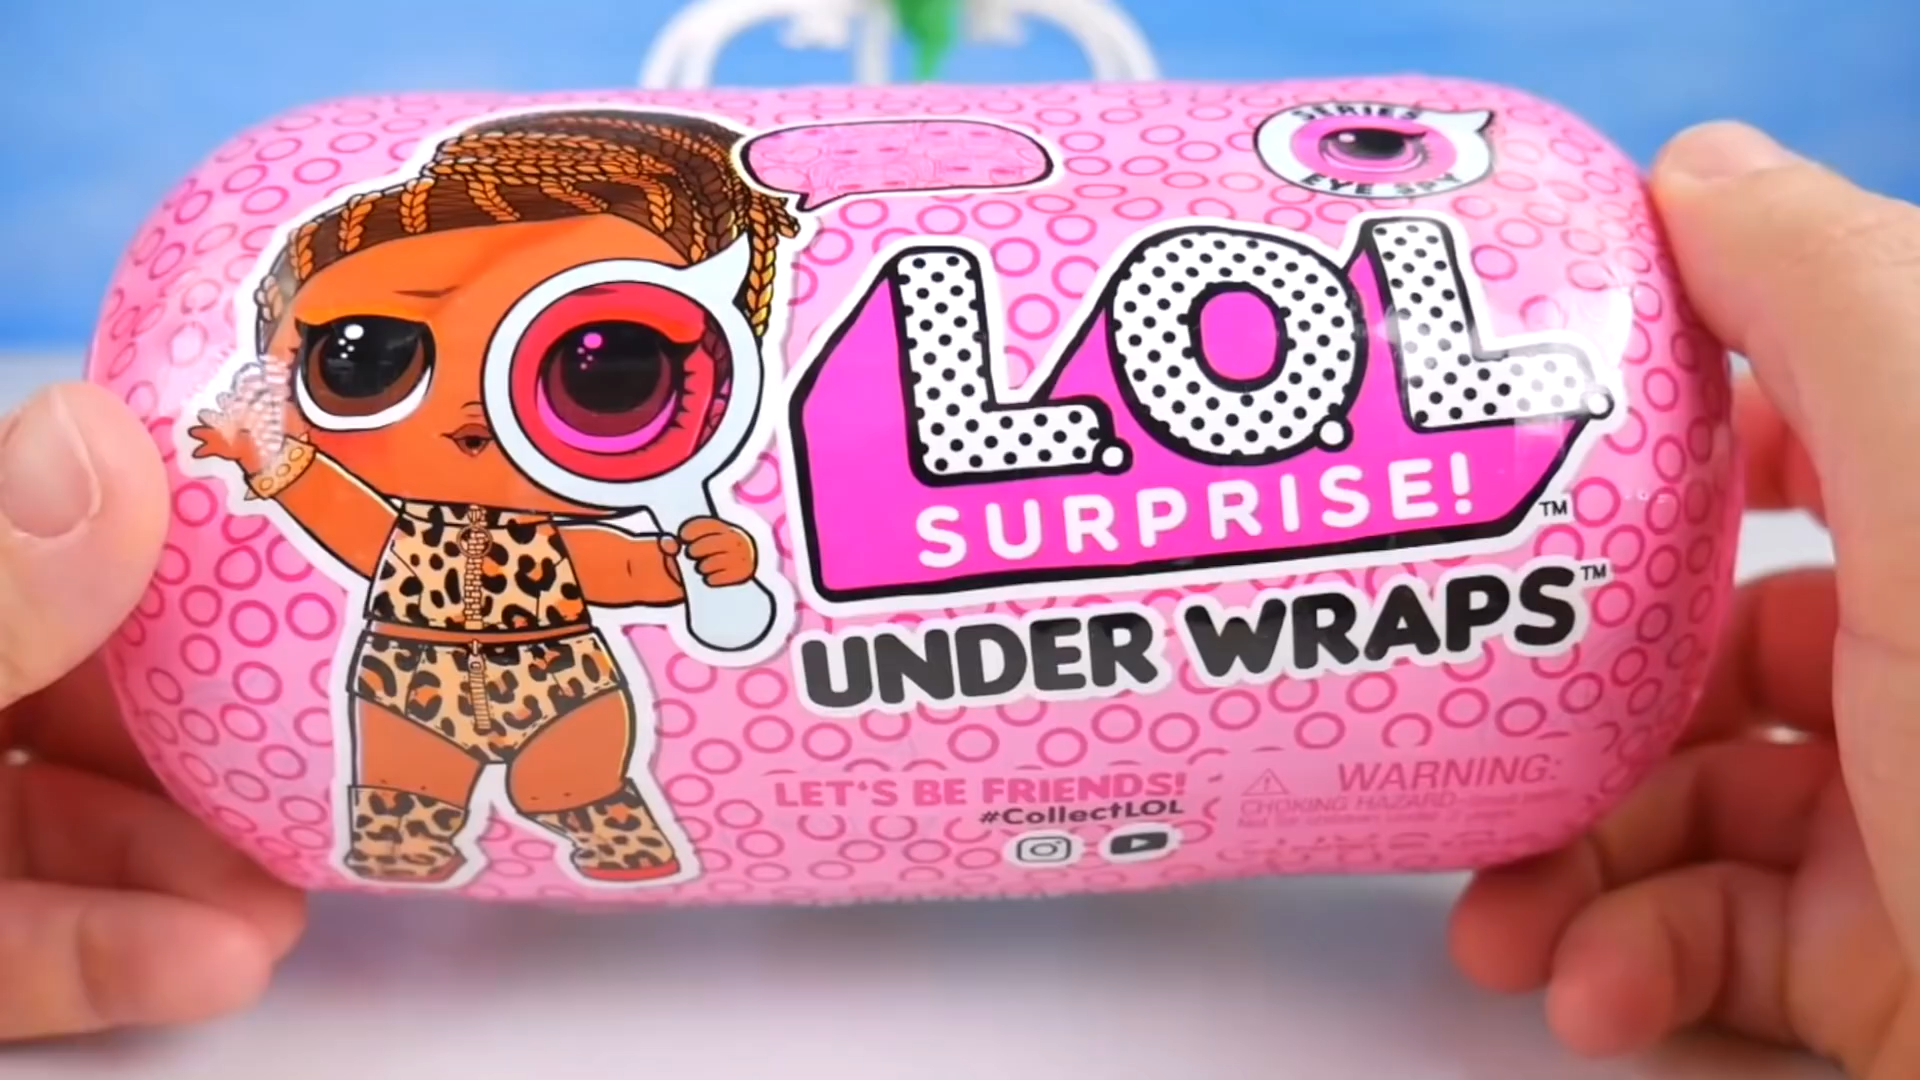 SERIES
EYE SPY
L.O.L.
SURPRISE!™
UNDER WRAPS™
LET'S BE FRIENDS!
#CollectLOL
WARNING:
CHOKING HAZARD